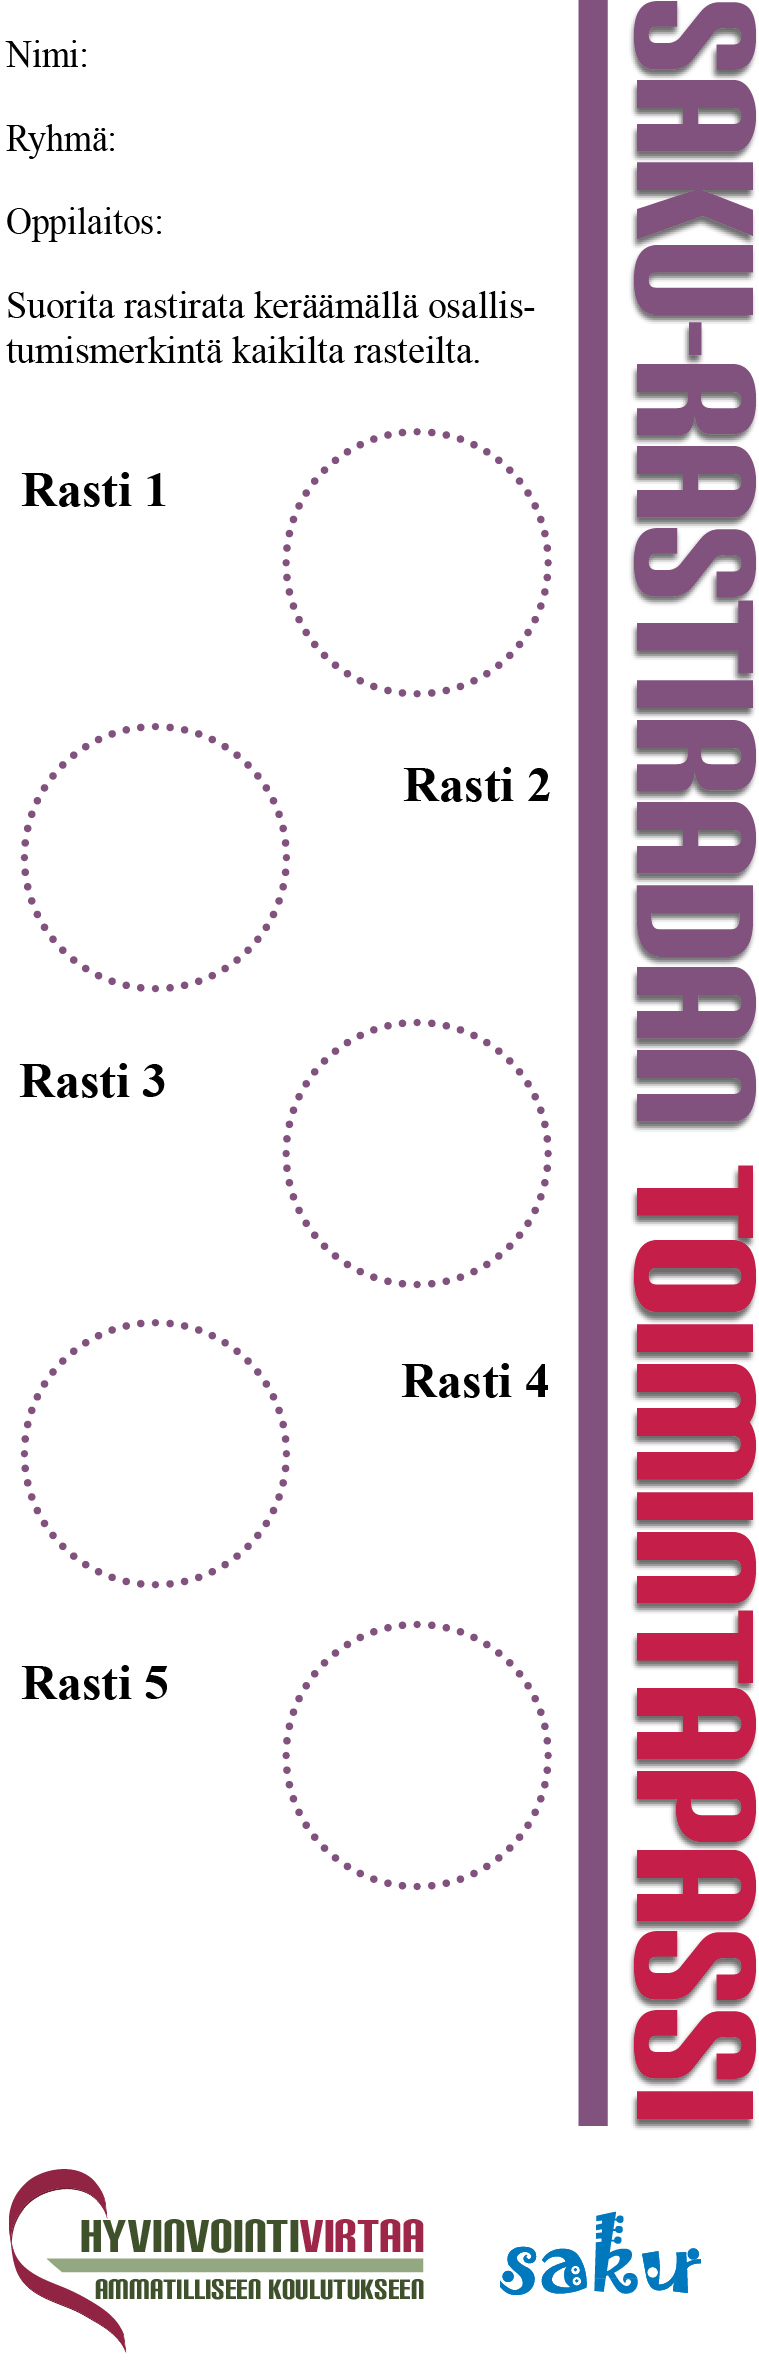 Nimi:
Ryhmä:
Oppilaitos:
Suorita rastirata keräämällä osallis-
tumismerkintä kaikilta rasteilta.
Rasti 1
Rasti 2
Rasti 3
Rasti 4
Rasti 5
SAKU-RASTIRADAN TOIMINTAPASSI
HYVINVOINTIVIRTAA
AMMATILLISEEN KOULUTUKSEEN
saku